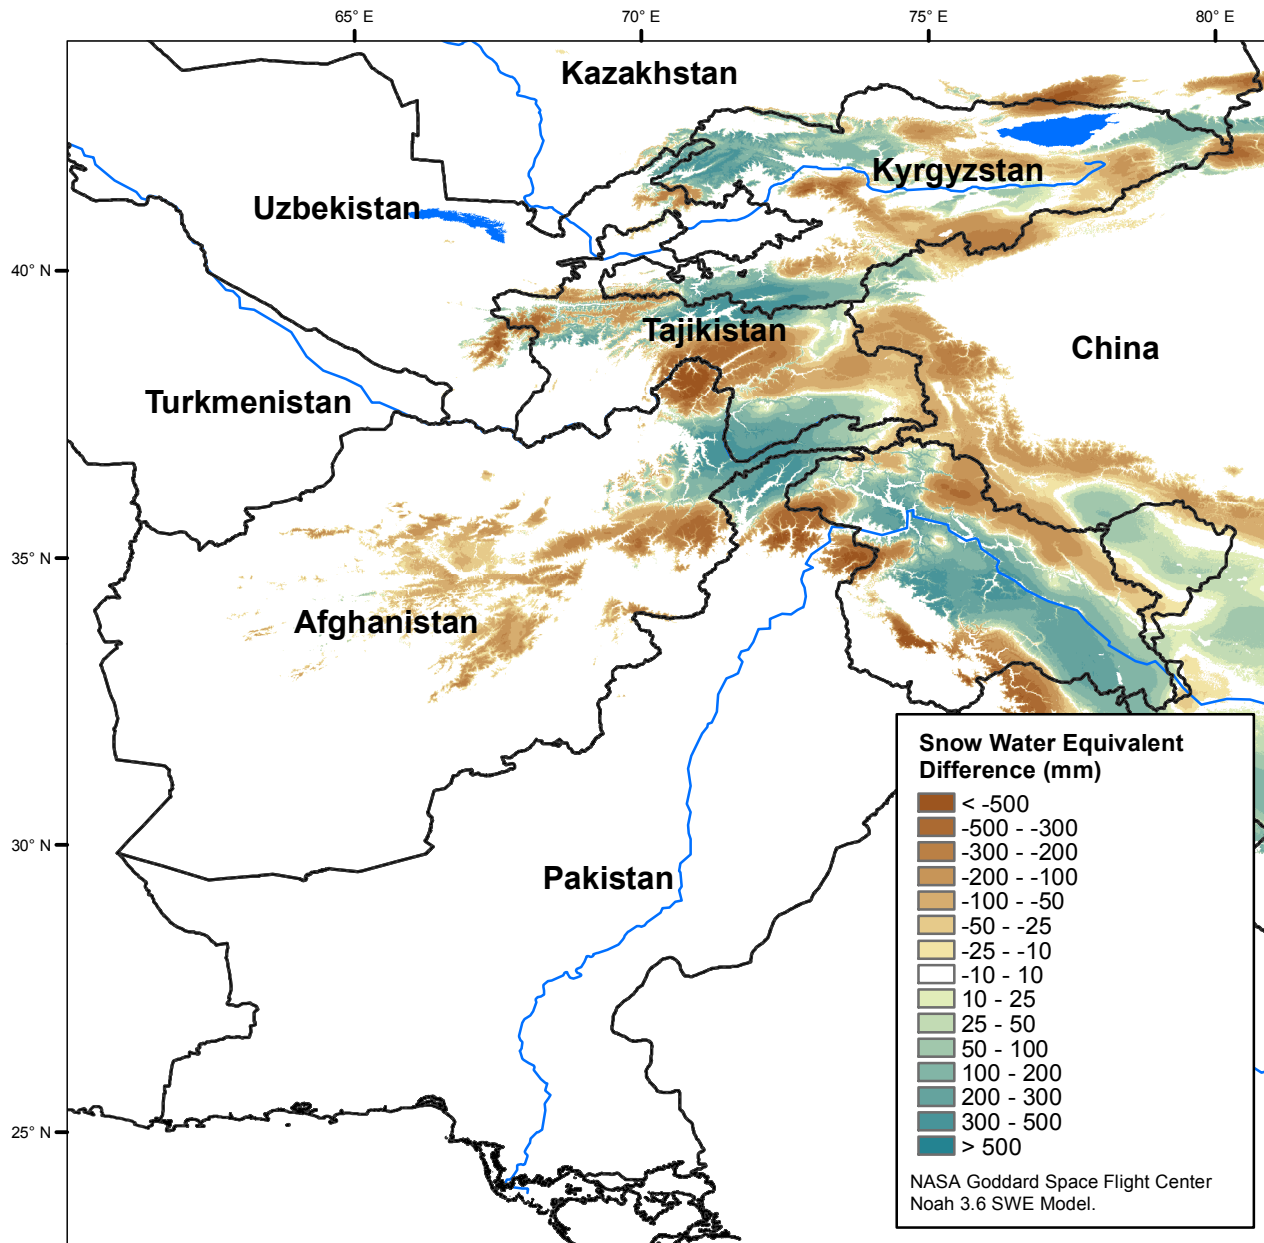 65° E
70° E
75° E
80° E
Kazakhstan
Kyrgyzstan
Uzbekistan
40° N
Tajikistan
China
Turkmenistan
35° N
Afghanistan
Snow Water Equivalent
Difference (mm)
< -500
-500 - -300
-300 - -200
-200 - -100
-100 - -50
-50 - -25
-25 - -10
-10 - 10
10 - 25
25 - 50
50 - 100
100 - 200
200 - 300
300 - 500
> 500
30° N
Pakistan
25° N
NASA Goddard Space Flight Center
Noah 3.6 SWE Model.